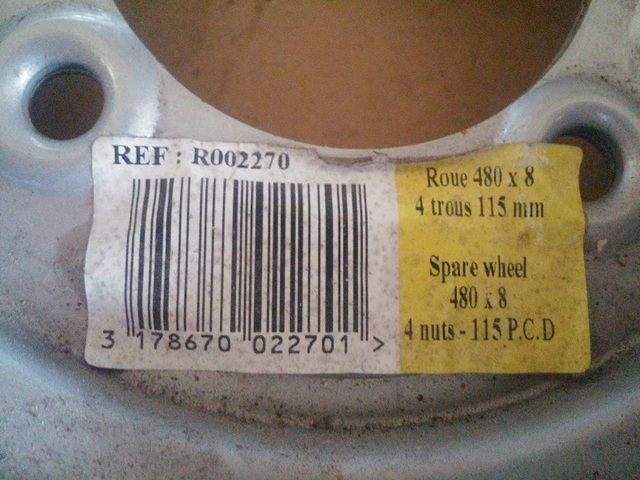 REF : R002270
3 178670 022701 >
Roue 480 x 8
4 trous 115 mm
Spare wheel
480 x 8
4 nuts - 115 P.C.D